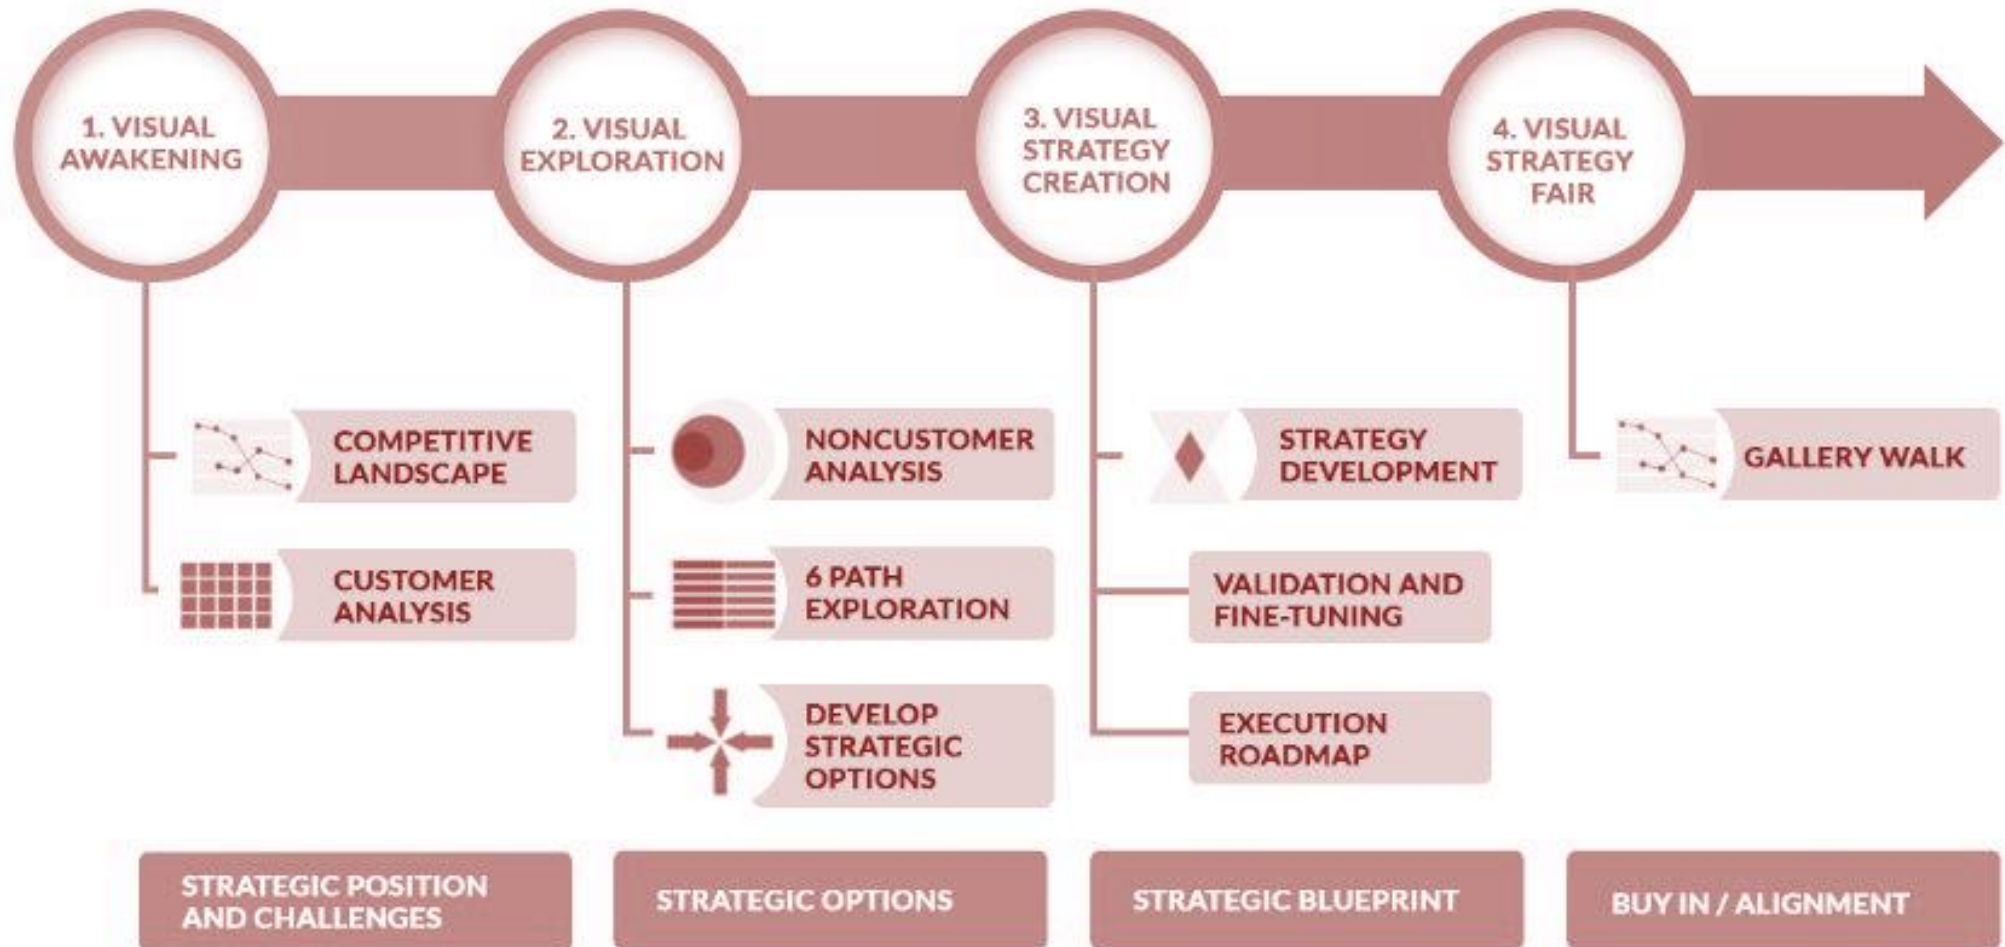 1. VISUAL
AWAKENING
2. VISUAL
EXPLORATION
3. VISUAL
STRATEGY
CREATION
4. VISUAL
STRATEGY
FAIR
COMPETITIVE
LANDSCAPE
CUSTOMER
ANALYSIS
NONCUSTOMER
ANALYSIS
6 PATH
EXPLORATION
DEVELOP
STRATEGIC
OPTIONS
STRATEGY
DEVELOPMENT
VALIDATION AND
FINE-TUNING
EXECUTION
ROADMAP
GALLERY WALK
STRATEGIC POSITION
AND CHALLENGES
STRATEGIC OPTIONS
STRATEGIC BLUEPRINT
BUY IN / ALIGNMENT